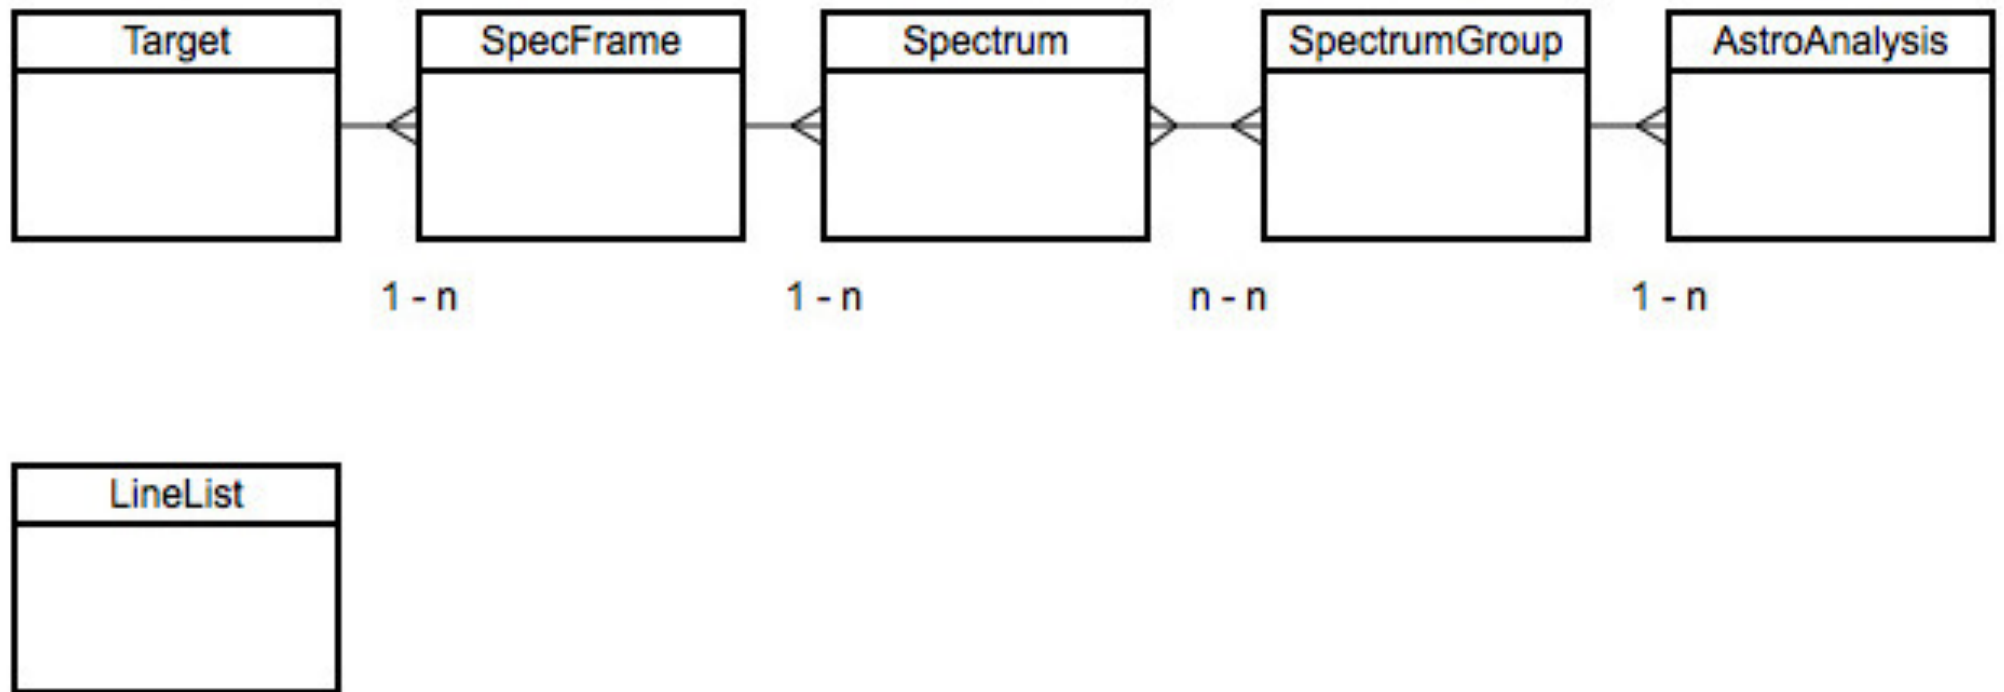 Target SpecFrame Spectrum SpectrumGroup AstroAnalysis
1 - n 1 - n n - n 1 - n
LineList